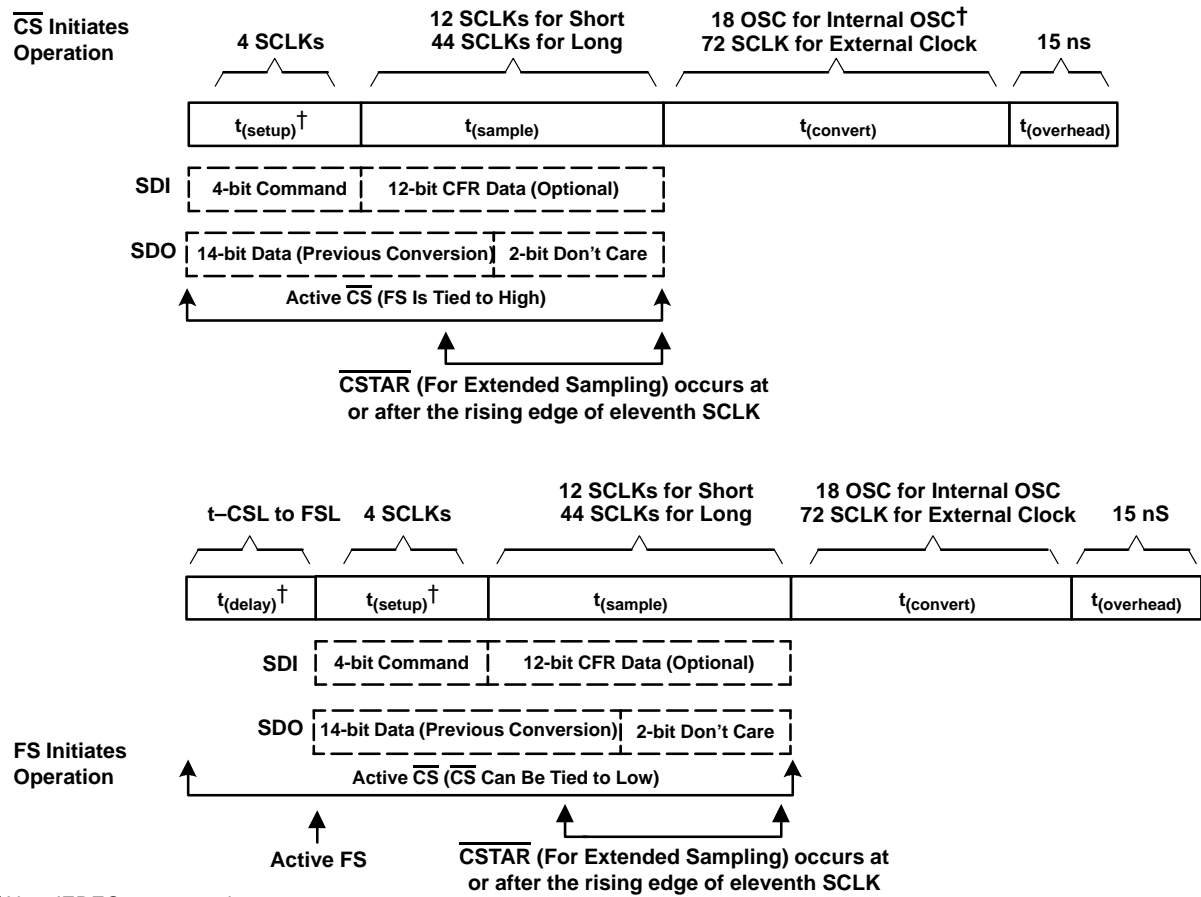 CS Initiates
Operation
4 SCLKs
12 SCLKs for Short
44 SCLKs for Long
18 OSC for Internal OSC†
72 SCLK for External Clock
15 ns
t(setup)†
t(sample)
t(convert)
t(overhead)
SDI
4-bit Command
12-bit CFR Data (Optional)
SDO
14-bit Data (Previous Conversion)
2-bit Don't Care
Active CS (FS Is Tied to High)
CSTAR (For Extended Sampling) occurs at
or after the rising edge of eleventh SCLK
t–CSL to FSL
4 SCLKs
12 SCLKs for Short
44 SCLKs for Long
18 OSC for Internal OSC
72 SCLK for External Clock
15 nS
t(delay)†
t(setup)†
t(sample)
t(convert)
t(overhead)
SDI
4-bit Command
12-bit CFR Data (Optional)
SDO
14-bit Data (Previous Conversion)
2-bit Don't Care
FS Initiates
Operation
Active CS (CS Can Be Tied to Low)
Active FS
CSTAR (For Extended Sampling) occurs at
or after the rising edge of eleventh SCLK